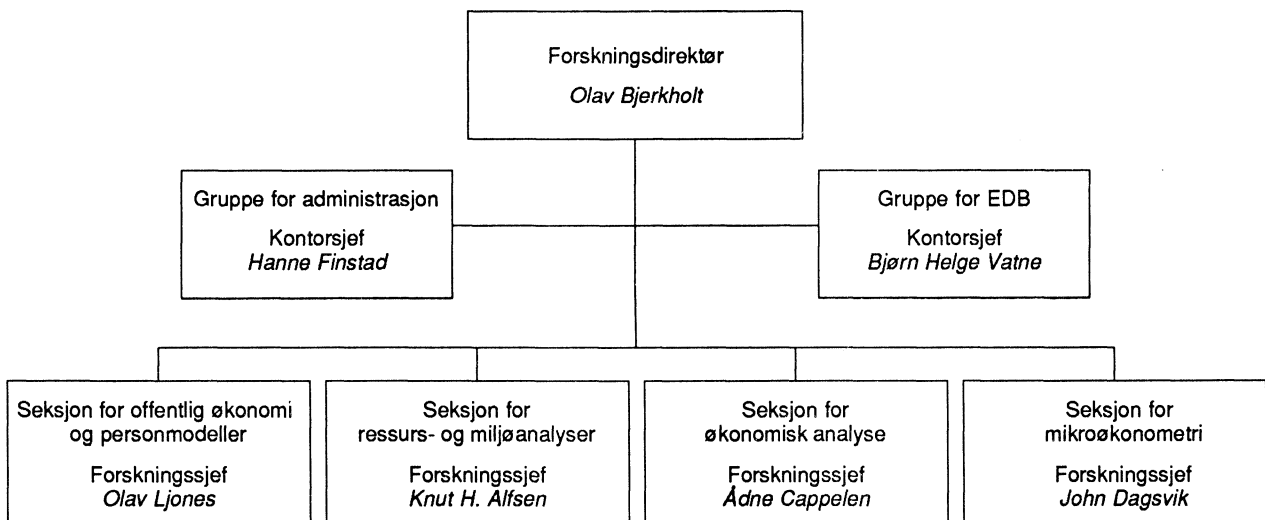 Forskningsdirektør
Olav Bjerkholt
Gruppe for administrasjon
Kontorsjef
Hanne Finstad
Gruppe for EDB
Kontorsjef
Bjørn Helge Vatne
Seksjon for offentlig økonomi
og personmodeller
Forskningssjef
Olav Ljones
Seksjon for
ressurs- og miljøanalyser
Forskningssjef
Knut H. Alfsen
Seksjon for
økonomisk analyse
Forskningssjef
Ådne Cappelen
Seksjon for
mikroøkonometri
Forskningssjef
John Dagsvik